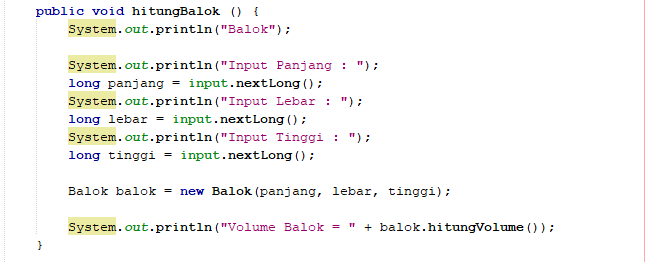 public void hitungBalok () {
System.out.println("Balok");
System.out.println("Input Panjang : ");
long panjang = input.nextLong();
System.out.println("Input Lebar : ");
long lebar = input.nextLong();
System.out.println("Input Tinggi : ");
long tinggi = input.nextLong();
Balok balok = new Balok(panjang, lebar, tinggi);
System.out.println("Volume Balok = " + balok.hitungVolume());
}